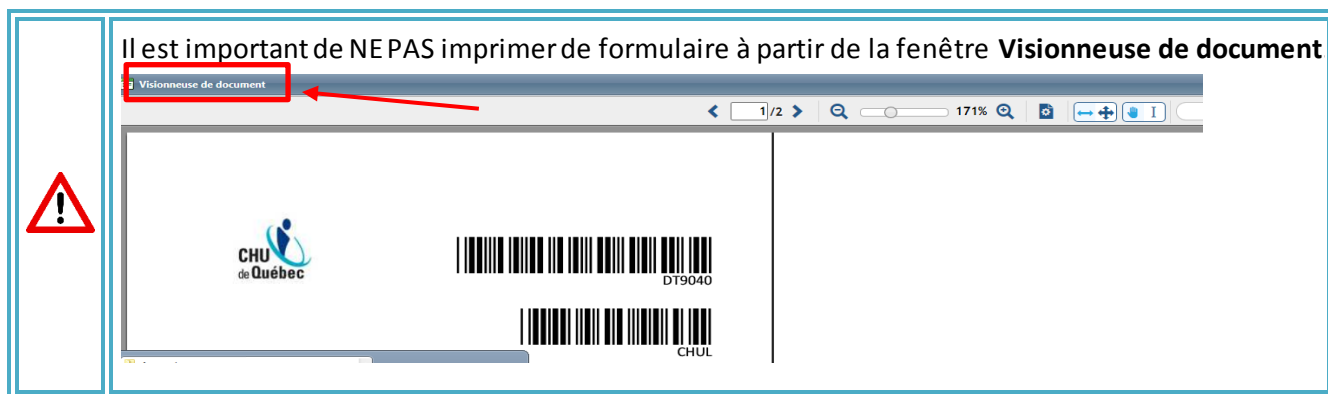 Il est important de NE PAS imprimer de formulaire à partir de la fenêtre Visionneuse de document
Visionneuse de document
1 /2 171% I
CHU
de Québec
DT9040
CHUL